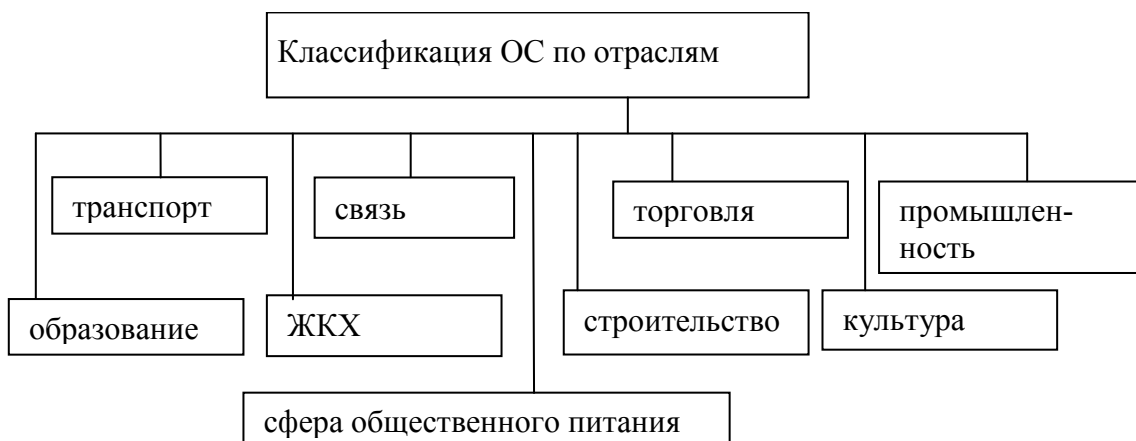 Классификация ОС по отраслям
транспорт
связь
торговля
промышлен-
ность
образование
ЖКХ
строительство
культура
сфера общественного питания